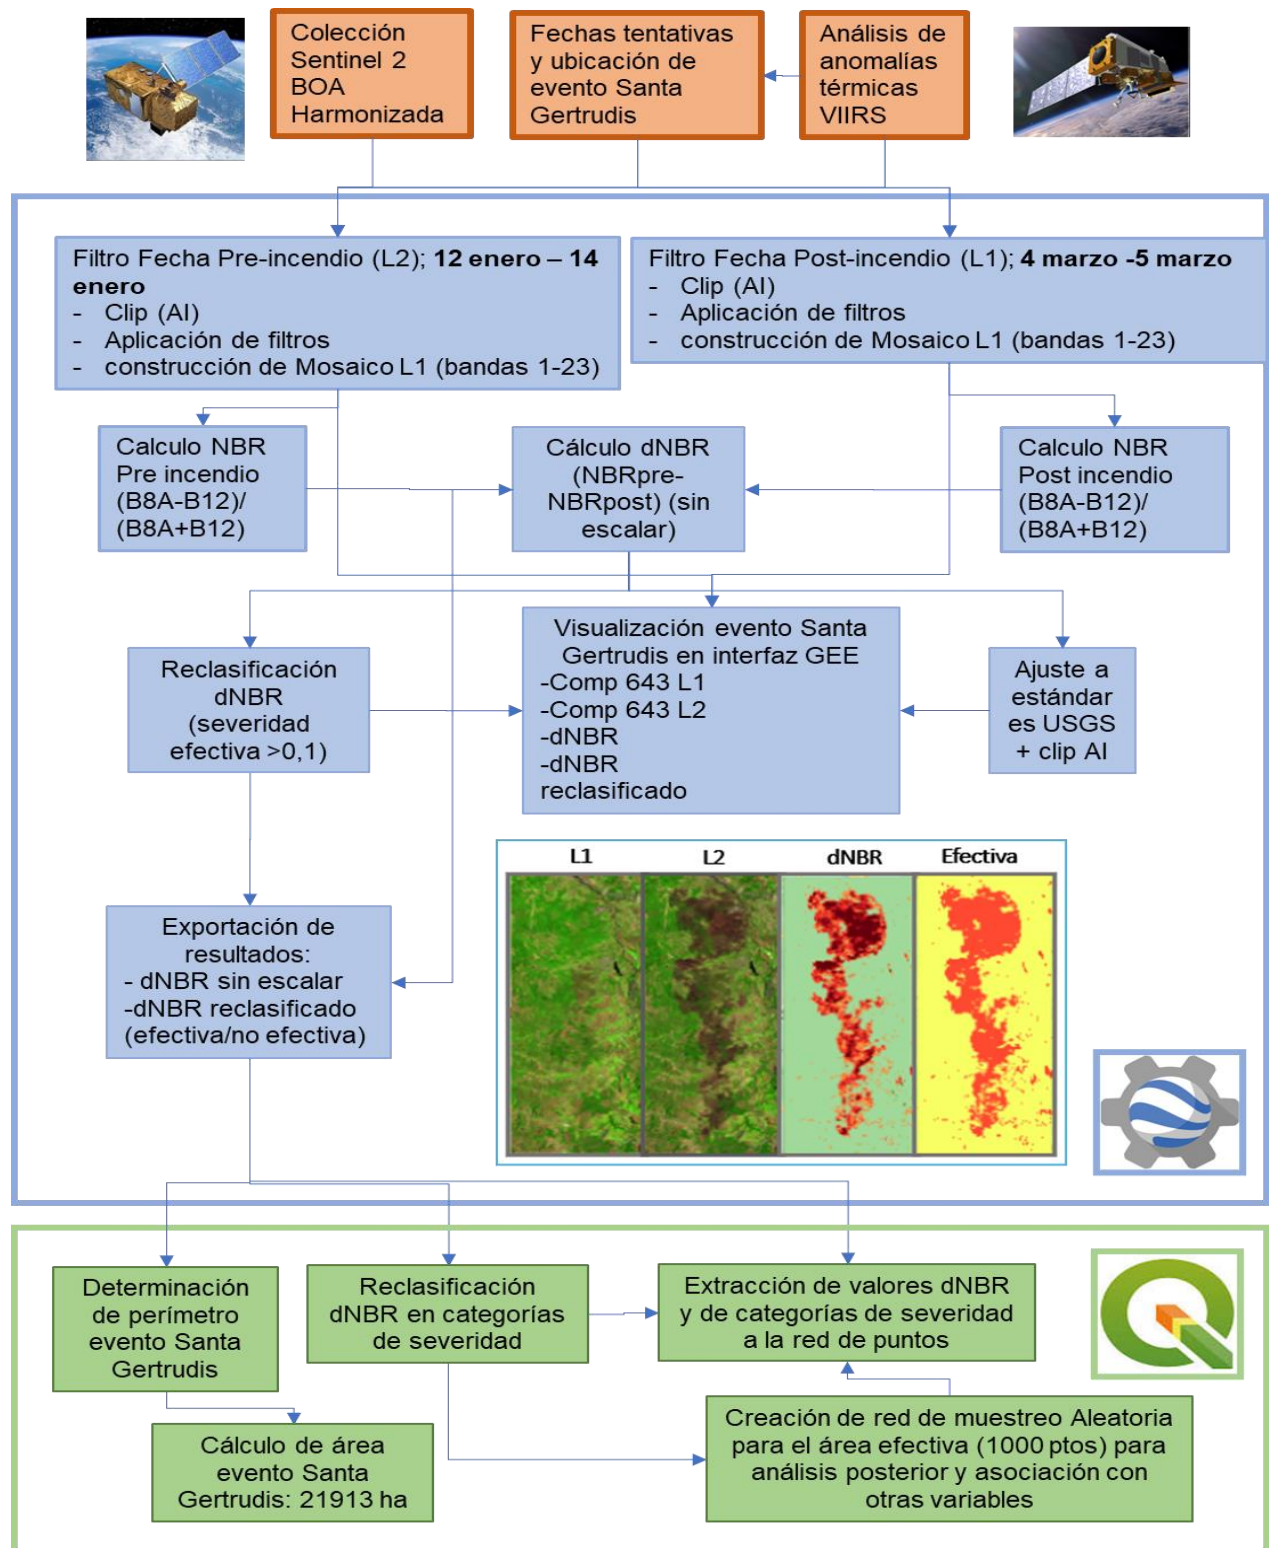 Colección
Sentinel 2
BOA
Harmonizada
Fechas tentativas
y ubicación de
evento Santa
Gertrudis
Análisis de
anomalías
térmicas
VIIRS
Filtro Fecha Pre-incendio (L2); 12 enero – 14
enero
- Clip (AI)
- Aplicación de filtros
- construcción de Mosaico L1 (bandas 1-23)
Filtro Fecha Post-incendio (L1); 4 marzo -5 marzo
- Clip (AI)
- Aplicación de filtros
- construcción de Mosaico L1 (bandas 1-23)
Calculo NBR
Pre incendio
(B8A-B12)/
(B8A+B12)
Cálculo dNBR
(NBRpre-
NBRpost) (sin
escalar)
Calculo NBR
Post incendio
(B8A-B12)/
(B8A+B12)
Reclasificación
dNBR
(severidad
efectiva >0,1)
Visualización evento Santa
Gertrudis en interfaz GEE
-Comp 643 L1
-Comp 643 L2
-dNBR
-dNBR
reclasificado
Ajuste a
estándar
es USGS
+ clip AI
Exportación de
resultados:
- dNBR sin escalar
-dNBR reclasificado
(efectiva/no efectiva)
L1
L2
dNBR
Efectiva
Determinación
de perímetro
evento Santa
Gertrudis
Reclasificación
dNBR en categorías
de severidad
Extracción de valores dNBR
y de categorías de severidad
a la red de puntos
Cálculo de área
evento Santa
Gertrudis: 21913 ha
Creación de red de muestreo Aleatoria
para el área efectiva (1000 ptos) para
análisis posterior y asociación con
otras variables